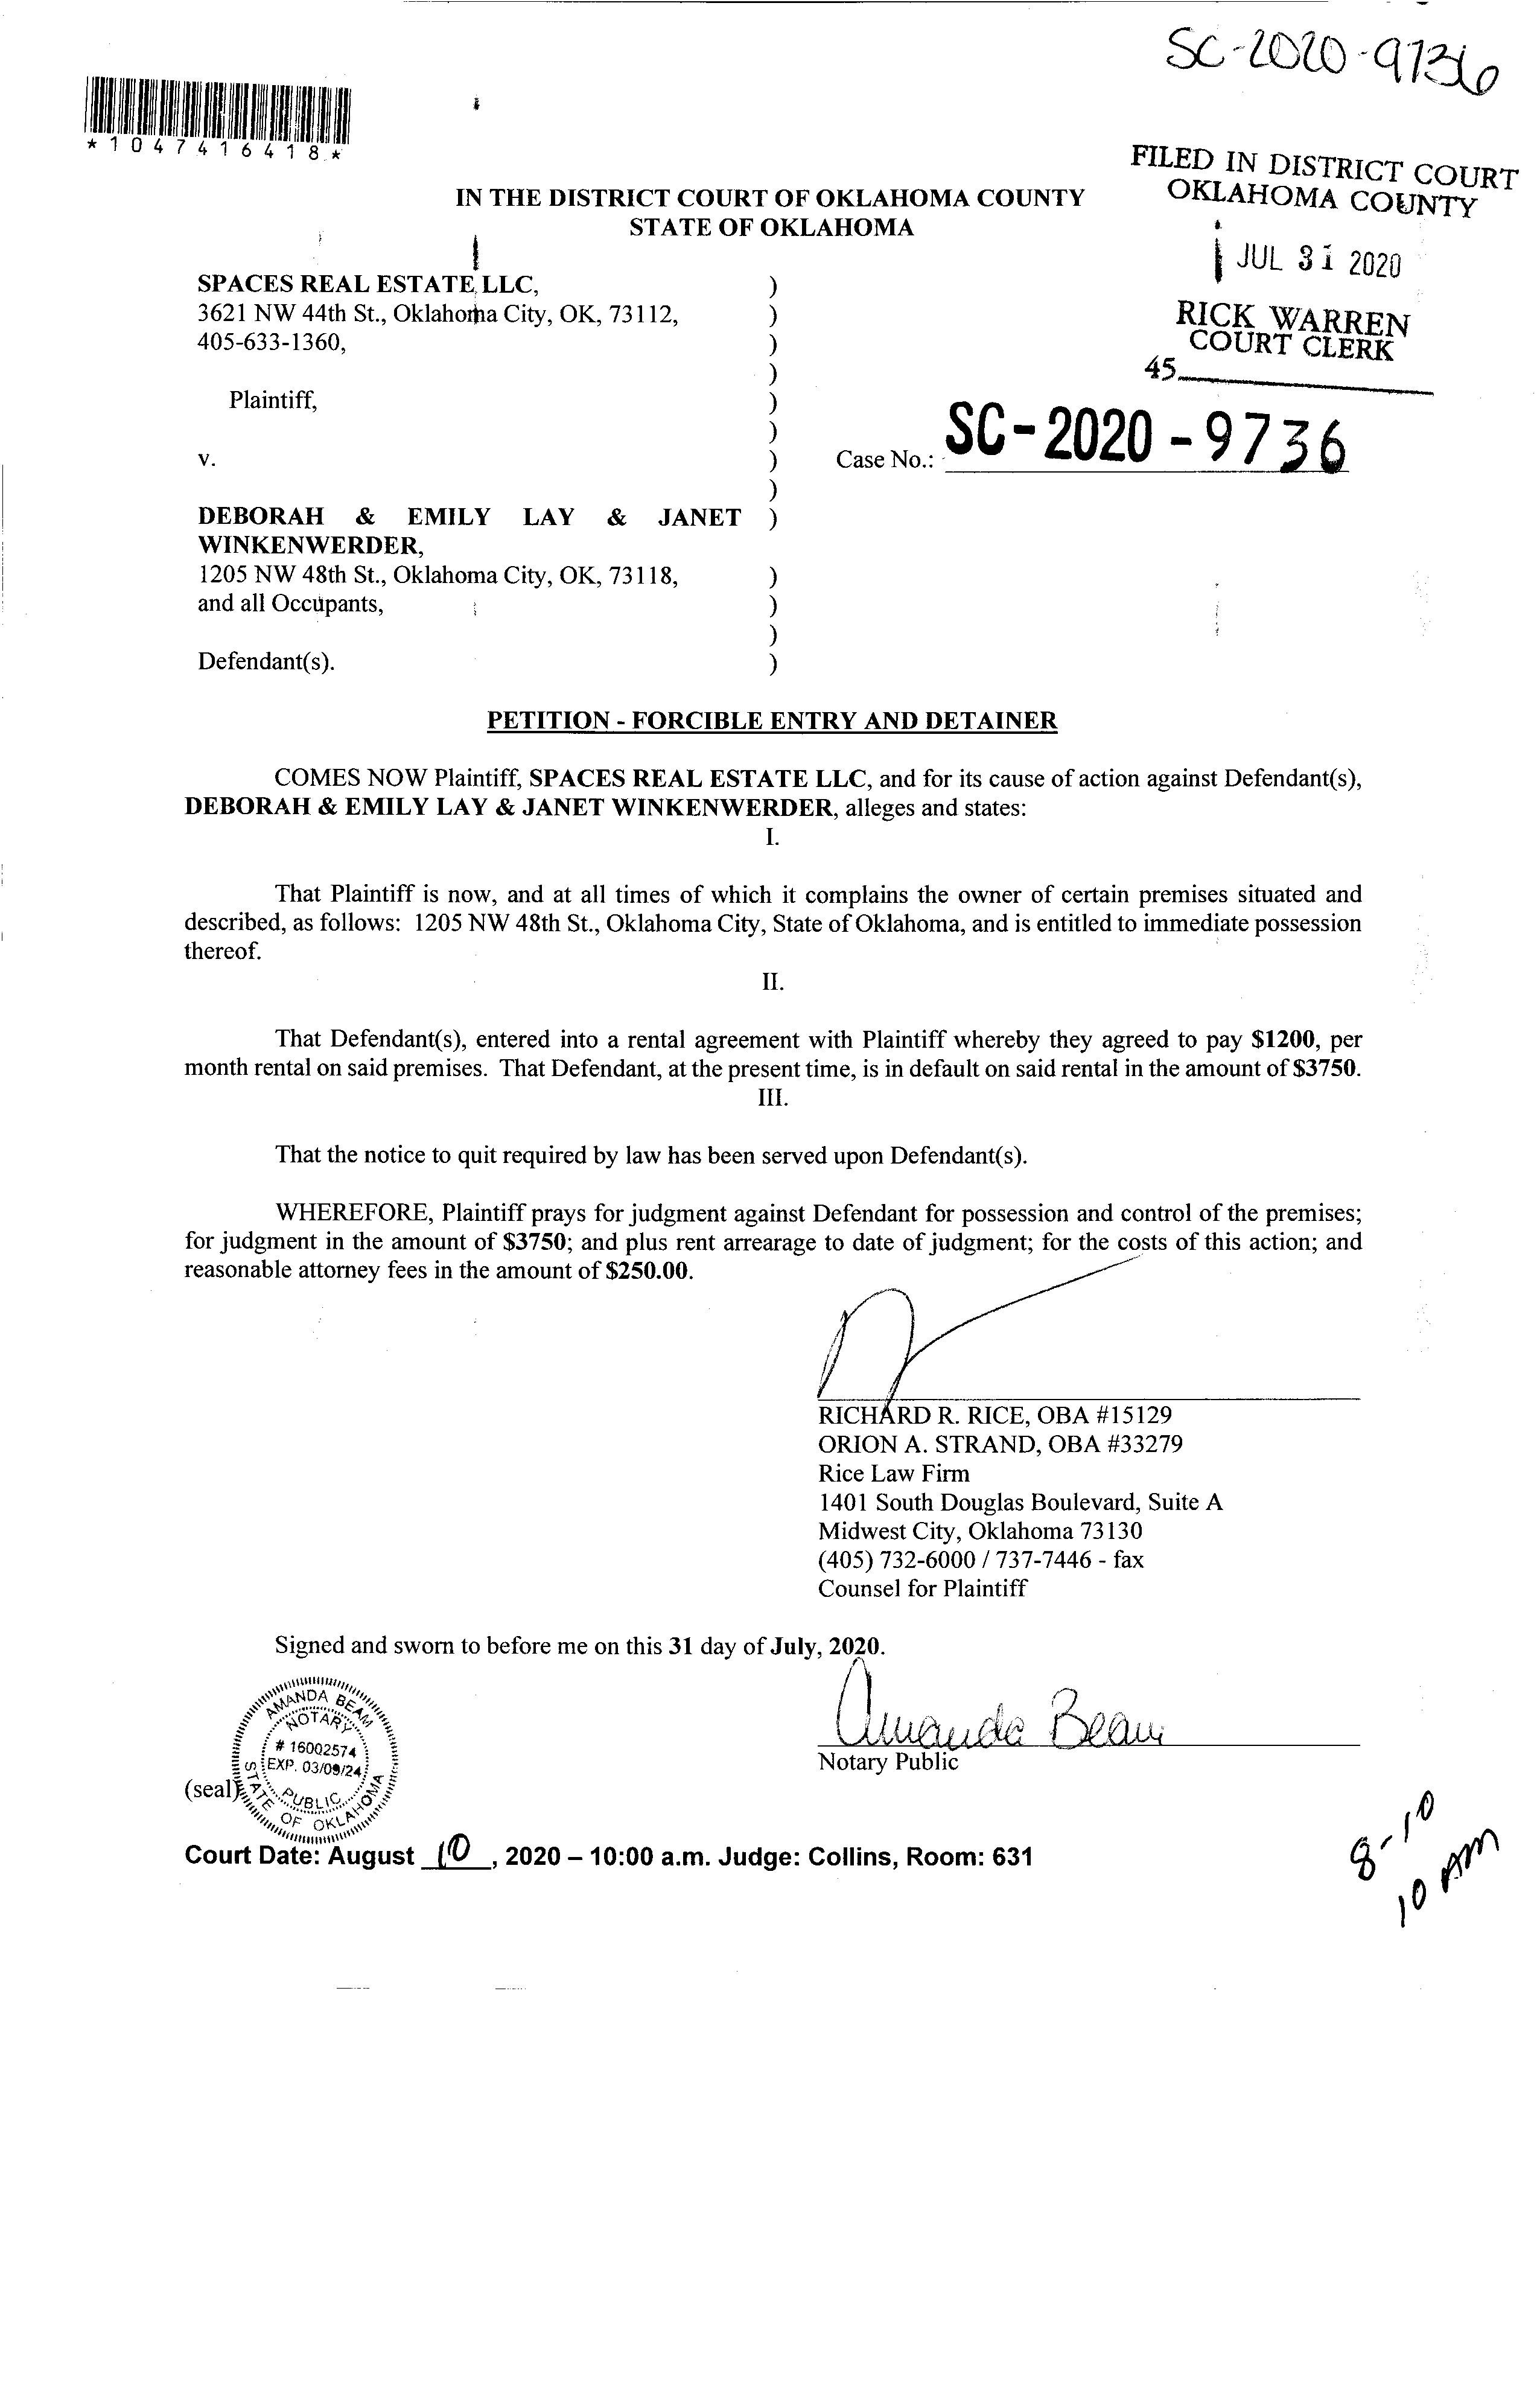 SC-2020-9736
*1047416418*
FILED IN DISTRICT COURT
OKLAHOMA COUNTY
JUL 31 2020
RICK WARREN
COURT CLERK
45
IN THE DISTRICT COURT OF OKLAHOMA COUNTY
STATE OF OKLAHOMA
SPACES REAL ESTATE LLC, )
3621 NW 44th St., Oklahoma City, OK, 73112, )
405-633-1360, )
)
Plaintiff, )
)
v. ) Case No.: SC-2020-9736
)
DEBORAH & EMILY LAY & JANET )
WINKENWERDER,
1205 NW 48th St., Oklahoma City, OK, 73118, )
and all Occupants, )
)
Defendant(s). )
PETITION - FORCIBLE ENTRY AND DETAINER
COMES NOW Plaintiff, SPACES REAL ESTATE LLC, and for its cause of action against Defendant(s),
DEBORAH & EMILY LAY & JANET WINKENWERDER, alleges and states:
I.
That Plaintiff is now, and at all times of which it complains the owner of certain premises situated and
described, as follows: 1205 NW 48th St., Oklahoma City, State of Oklahoma, and is entitled to immediate possession
thereof.
II.
That Defendant(s), entered into a rental agreement with Plaintiff whereby they agreed to pay $1200, per
month rental on said premises. That Defendant, at the present time, is in default on said rental in the amount of $3750.
III.
That the notice to quit required by law has been served upon Defendant(s).
WHEREFORE, Plaintiff prays for judgment against Defendant for possession and control of the premises;
for judgment in the amount of $3750; and plus rent arrearage to date of judgment; for the costs of this action; and
reasonable attorney fees in the amount of $250.00.
RICHARD R. RICE, OBA #15129
ORION A. STRAND, OBA #33279
Rice Law Firm
1401 South Douglas Boulevard, Suite A
Midwest City, Oklahoma 73130
(405) 732-6000 / 737-7446 - fax
Counsel for Plaintiff
Signed and sworn to before me on this 31 day of July, 2020.
Amanda Beam
Notary Public
(seal)
AMANDA BEAM
NOTARY
# 16002574
EXP. 03/09/24
PUBLIC
STATE OF OKLAHOMA
Court Date: August 10, 2020 – 10:00 a.m. Judge: Collins, Room: 631
8-10
10 AM